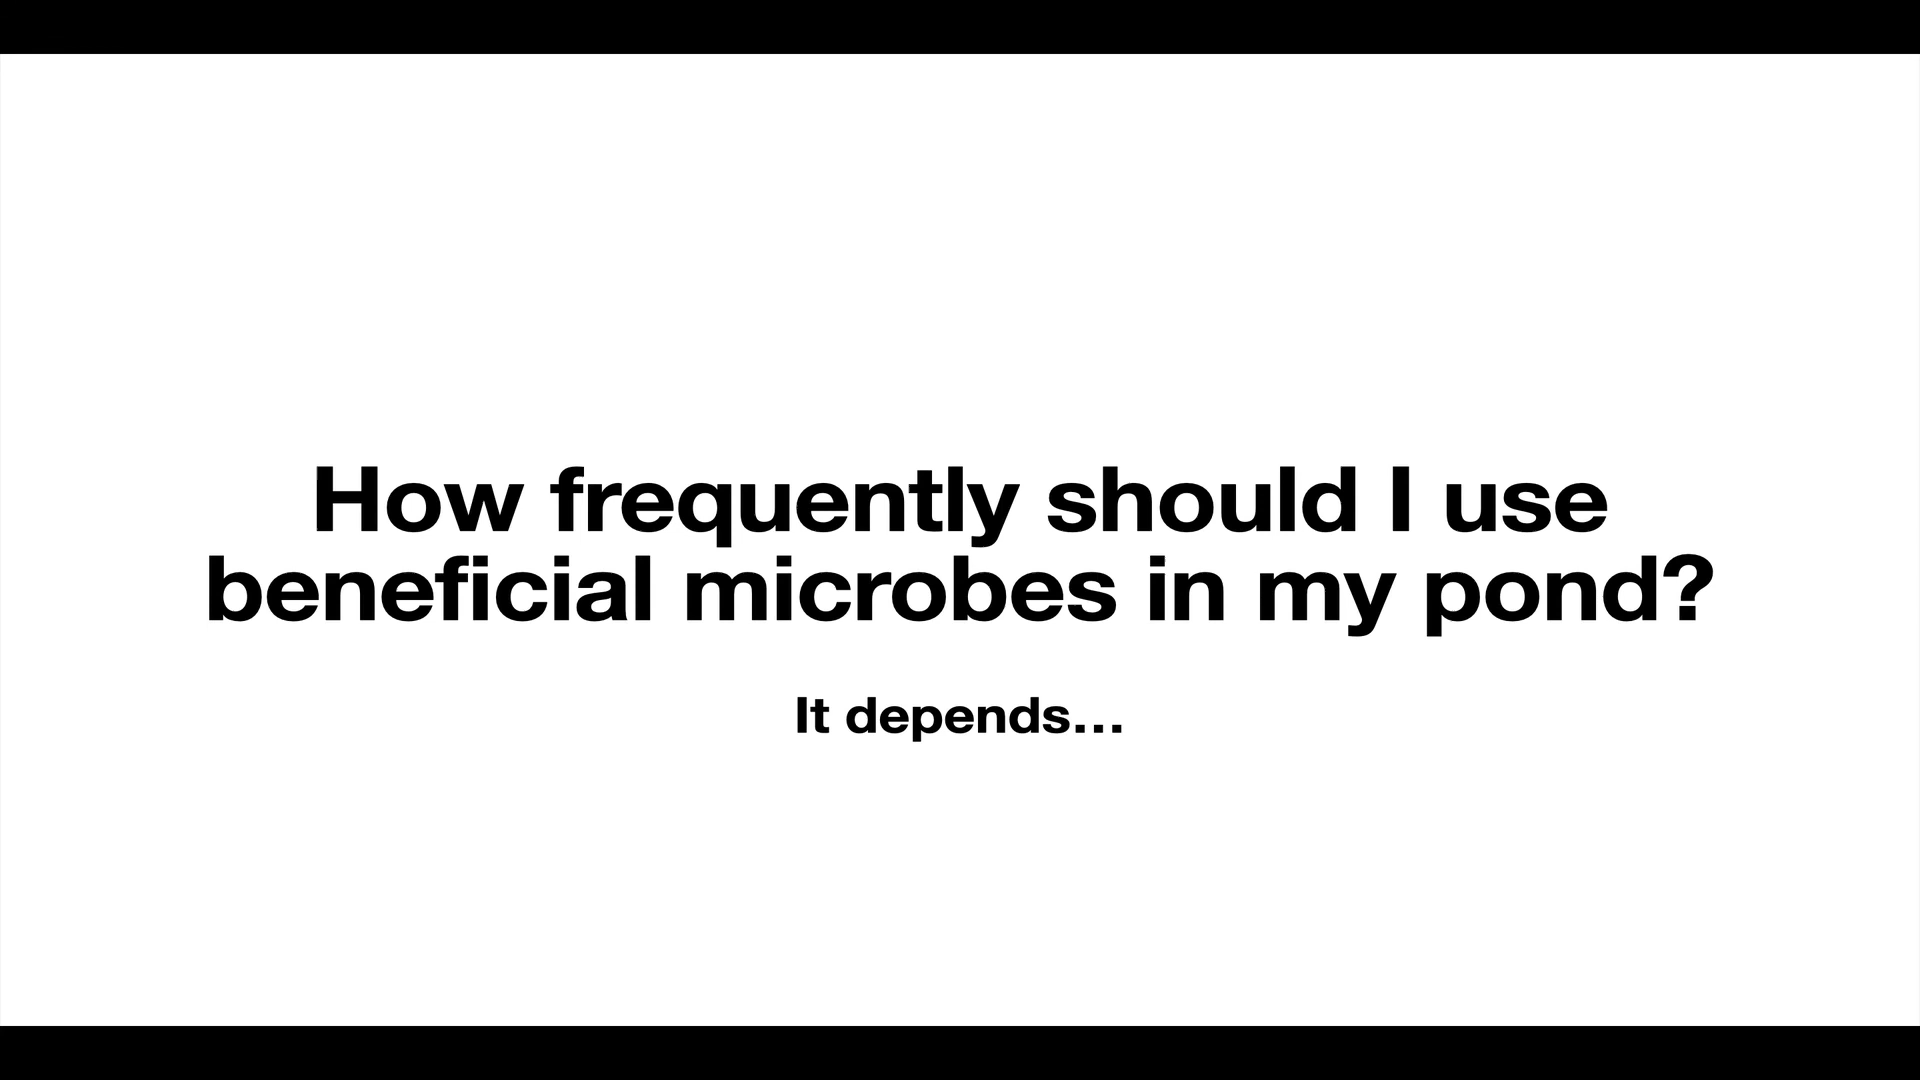 How frequently should I use
beneficial microbes in my pond?
It depends…